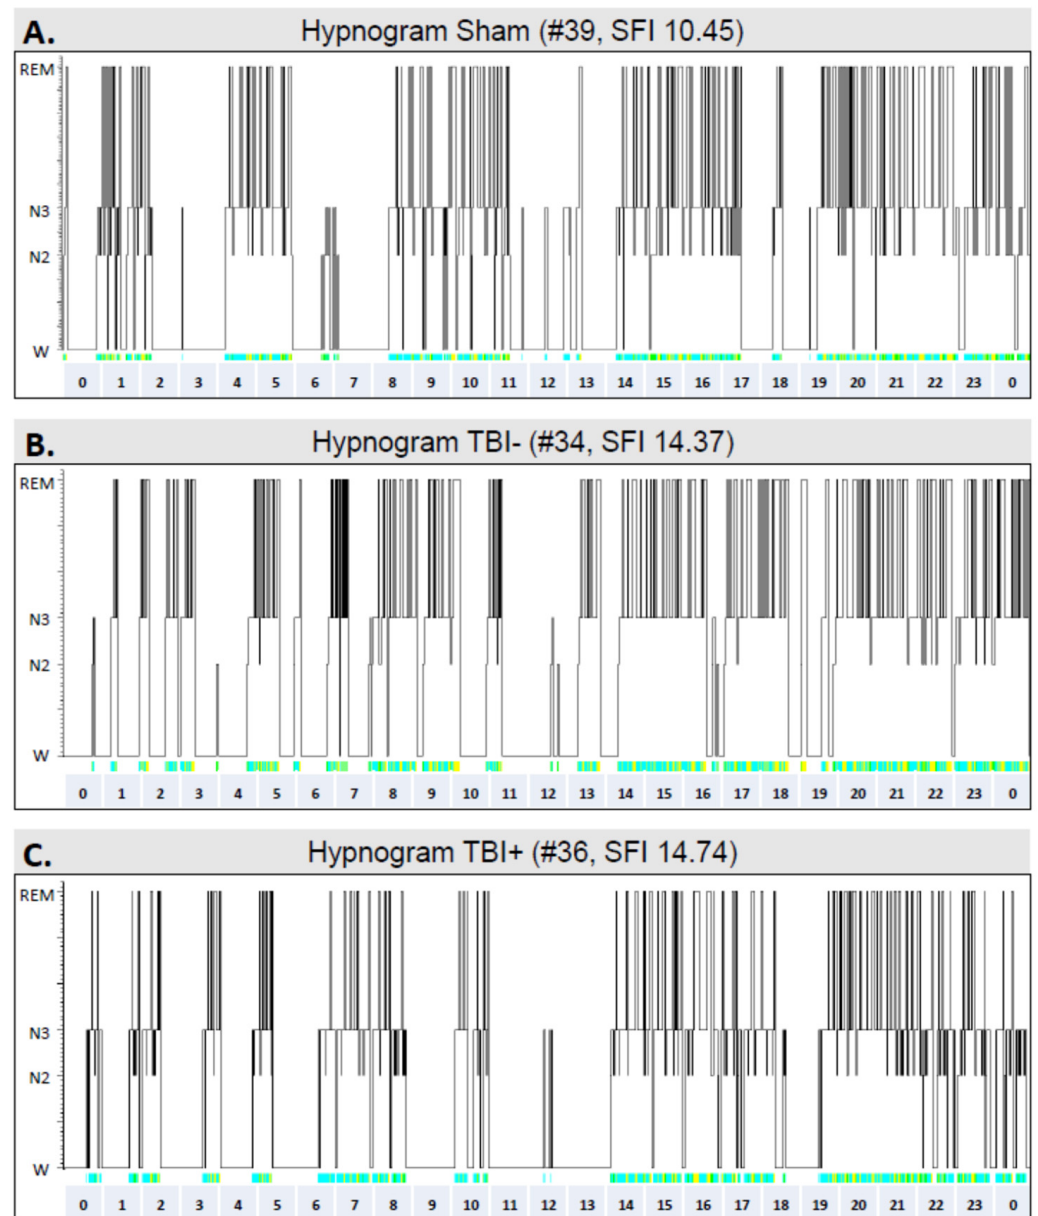 A. Hypnogram Sham (#39, SFI 10.45)
REM
N3
N2
W
0 1 2 3 4 5 6 7 8 9 10 11 12 13 14 15 16 17 18 19 20 21 22 23 0
B. Hypnogram TBI- (#34, SFI 14.37)
REM
N3
N2
W
0 1 2 3 4 5 6 7 8 9 10 11 12 13 14 15 16 17 18 19 20 21 22 23 0
C. Hypnogram TBI+ (#36, SFI 14.74)
REM
N3
N2
W
0 1 2 3 4 5 6 7 8 9 10 11 12 13 14 15 16 17 18 19 20 21 22 23 0